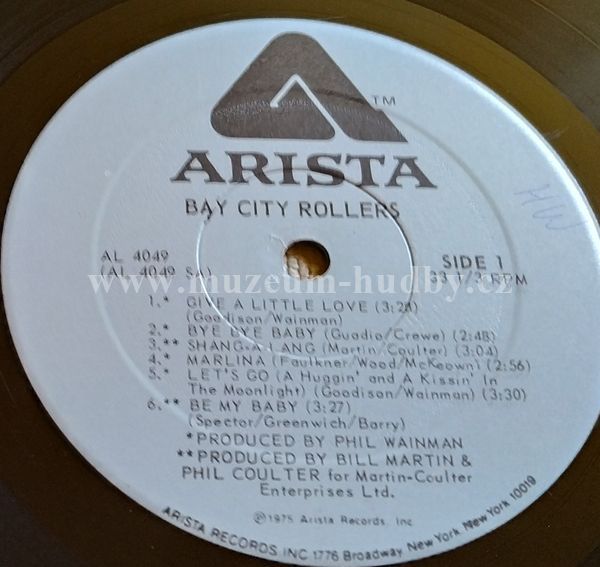 TM
ARISTA
BAY CITY ROLLERS
AL 4049
(AL 4049 SA)
SIDE 1
33 1/3 RPM
www.muzeum-hudby.cz
HW
1.* GIVE A LITTLE LOVE (3:24)
(Goodison/Wainman)
2.* BYE BYE BABY (Guadio/Crewe) (2:48)
3.** SHANG-A-LANG (Martin/Coulter) (3:04)
4.* MARLINA (Faulkner/Wood/McKeown) (2:56)
5.* LET'S GO (A Huggin' and A Kissin' In
The Moonlight) (Goodison/Wainman) (3:30)
6.** BE MY BABY (3:27)
(Spector/Greenwich/Barry)
*PRODUCED BY PHIL WAINMAN
**PRODUCED BY BILL MARTIN &
PHIL COULTER for Martin-Coulter
Enterprises Ltd.
©1975 Arista Records, Inc
ARISTA RECORDS, INC 1776 Broadway, New York, New York 10019